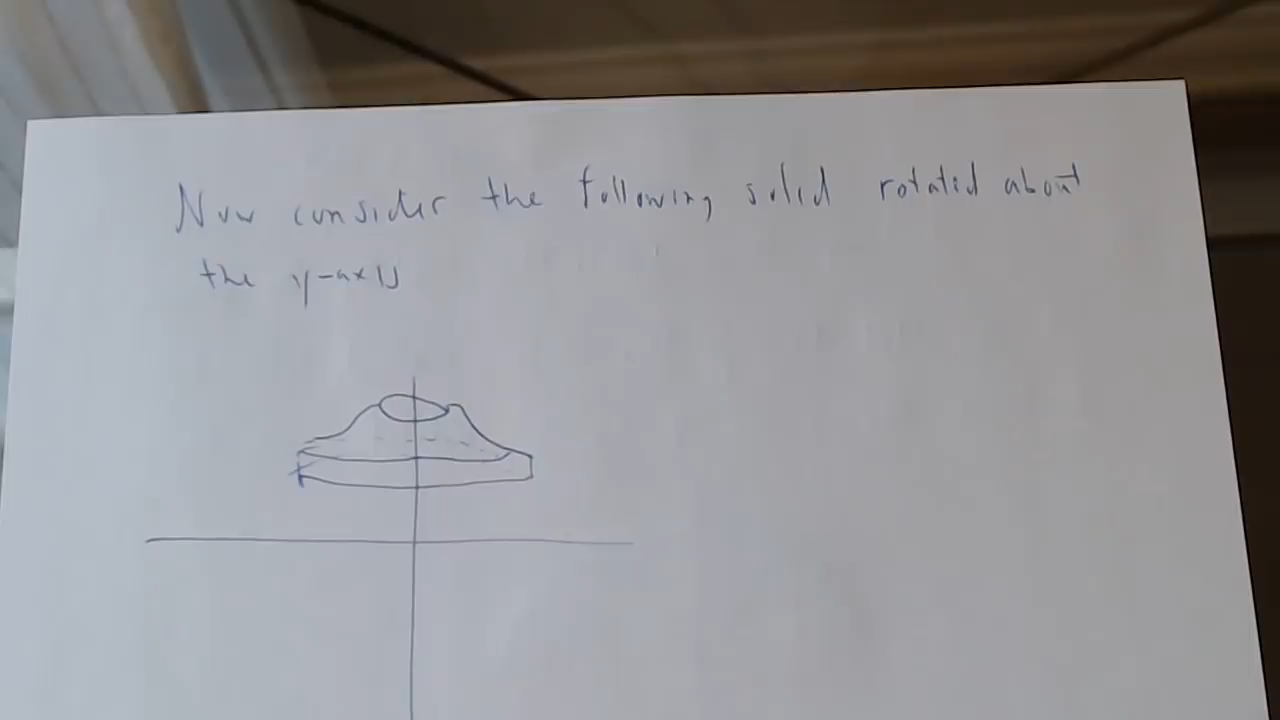 Now consider the following solid rotated about
the y-axis